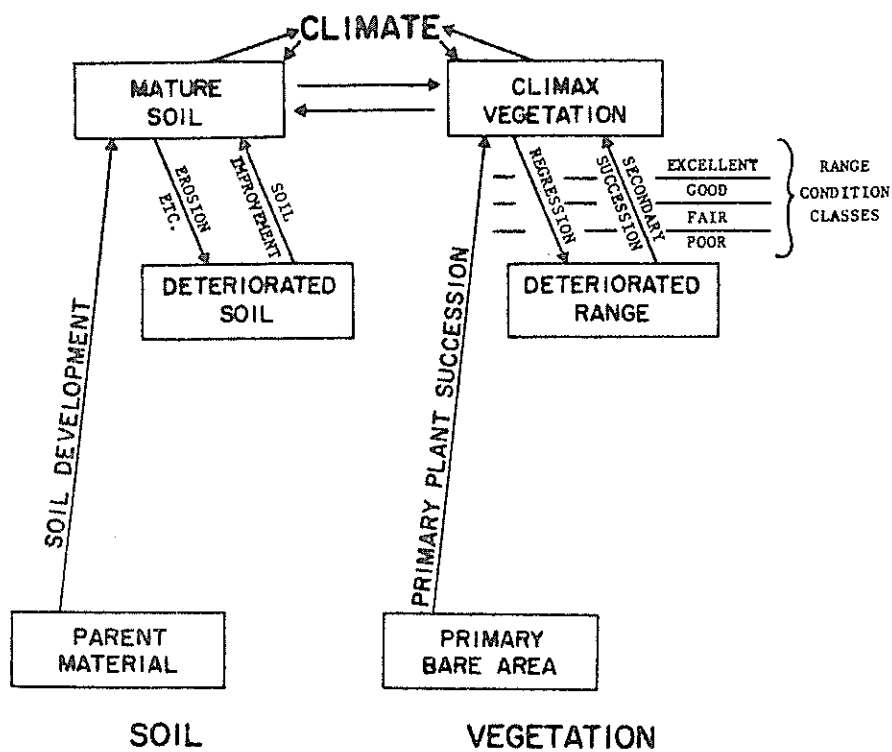 CLIMATE
MATURE
SOIL
CLIMAX
VEGETATION
EROSION
ETC.
SOIL
IMPROVEMENT
REGRESSION
SECONDARY
SUCCESSION
EXCELLENT
GOOD
FAIR
POOR
RANGE
CONDITION
CLASSES
DETERIORATED
SOIL
DETERIORATED
RANGE
SOIL DEVELOPMENT
PRIMARY PLANT SUCCESSION
PARENT
MATERIAL
PRIMARY
BARE AREA
SOIL
VEGETATION